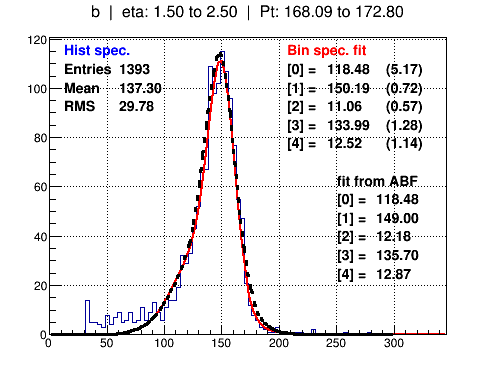 b | eta: 1.50 to 2.50 | Pt: 168.09 to 172.80
Hist spec.
Entries 1393
Mean 137.30
RMS 29.78
Bin spec. fit
[0] = 118.48 (5.17)
[1] = 150.19 (0.72)
[2] = 11.06 (0.57)
[3] = 133.99 (1.28)
[4] = 12.52 (1.14)
fit from ABF
[0] = 118.48
[1] = 149.00
[2] = 12.18
[3] = 135.70
[4] = 12.87
120
100
80
60
40
20
0
0 50 100 150 200 250 300